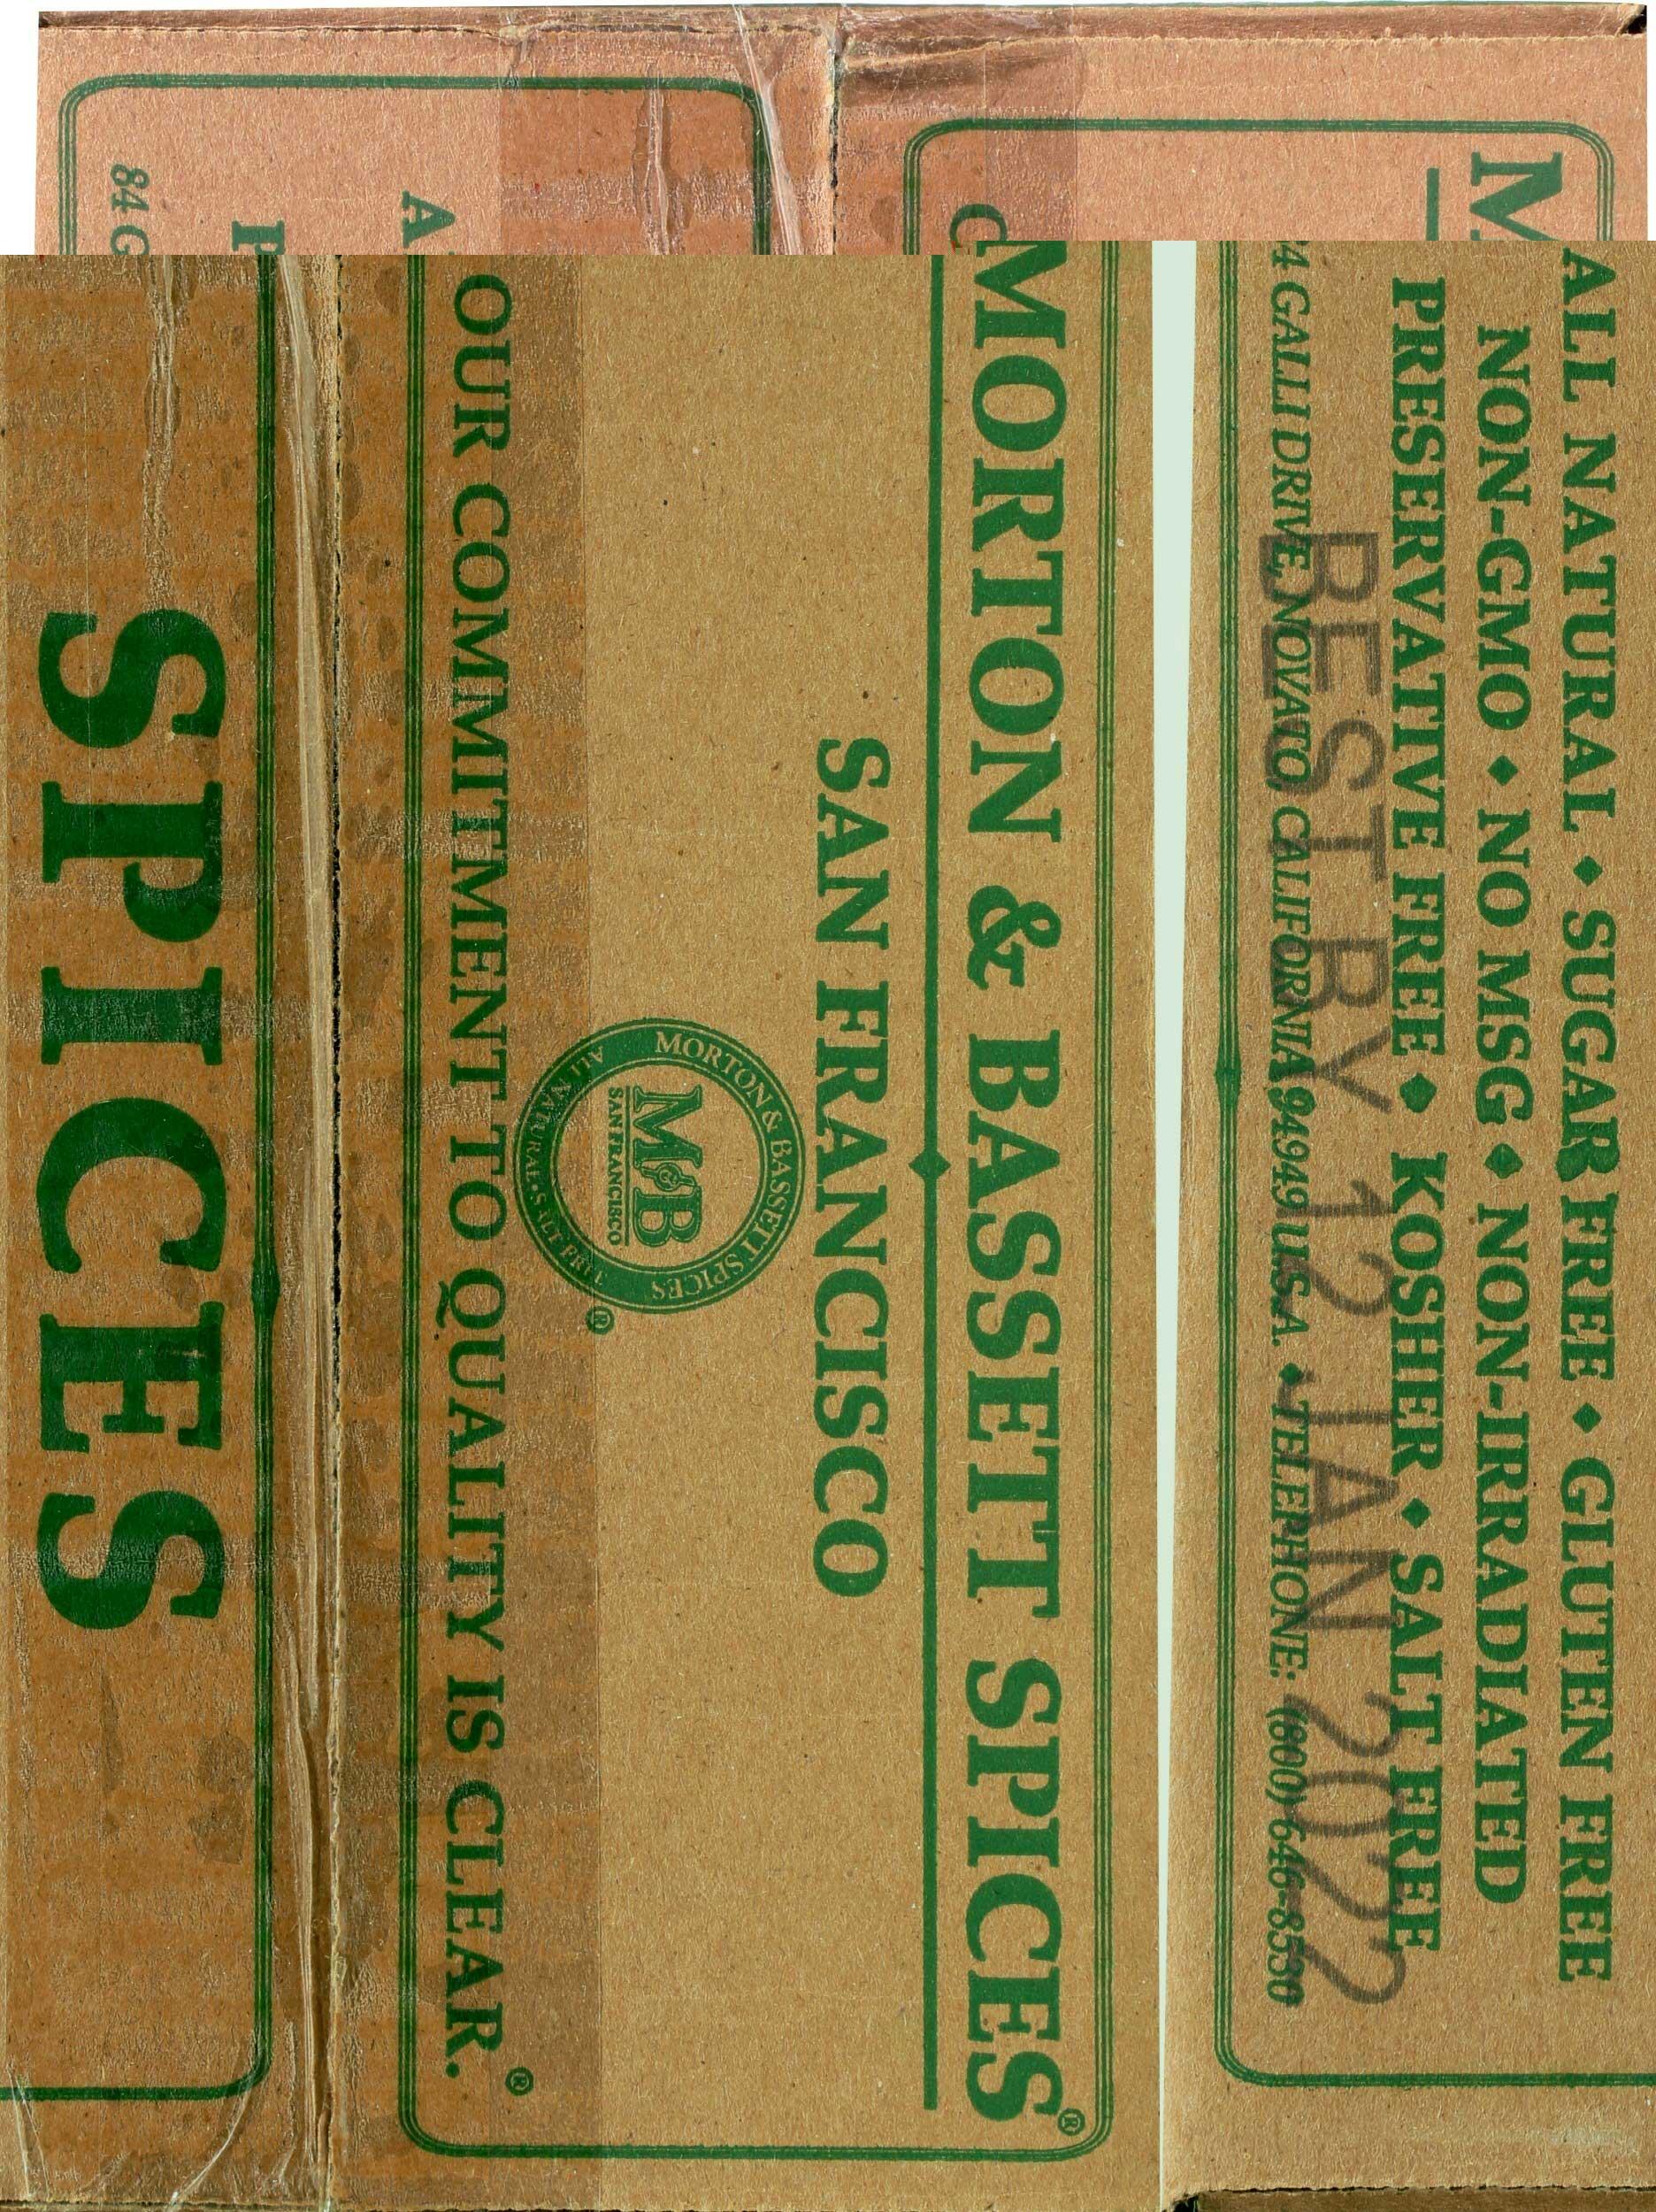 ALL NATURAL ◆ SUGAR FREE ◆ GLUTEN FREE
NON-GMO ◆ NO MSG ◆ NON-IRRADIATED
PRESERVATIVE FREE ◆ KOSHER ◆ SALT FREE
BEST BY 12 JAN 2022
4 GALLI DRIVE, NOVATO, CALIFORNIA 94949 U.S.A. ◆ TELEPHONE: (800) 646-8530
M
MORTON & BASSETT SPICES®
SAN FRANCISCO
MORTON & BASSETT SPICES
M&B
SAN FRANCISCO
ALL NATURAL • SALT FREE
®
OUR COMMITMENT TO QUALITY IS CLEAR.®
SPICES
A
P
84 G